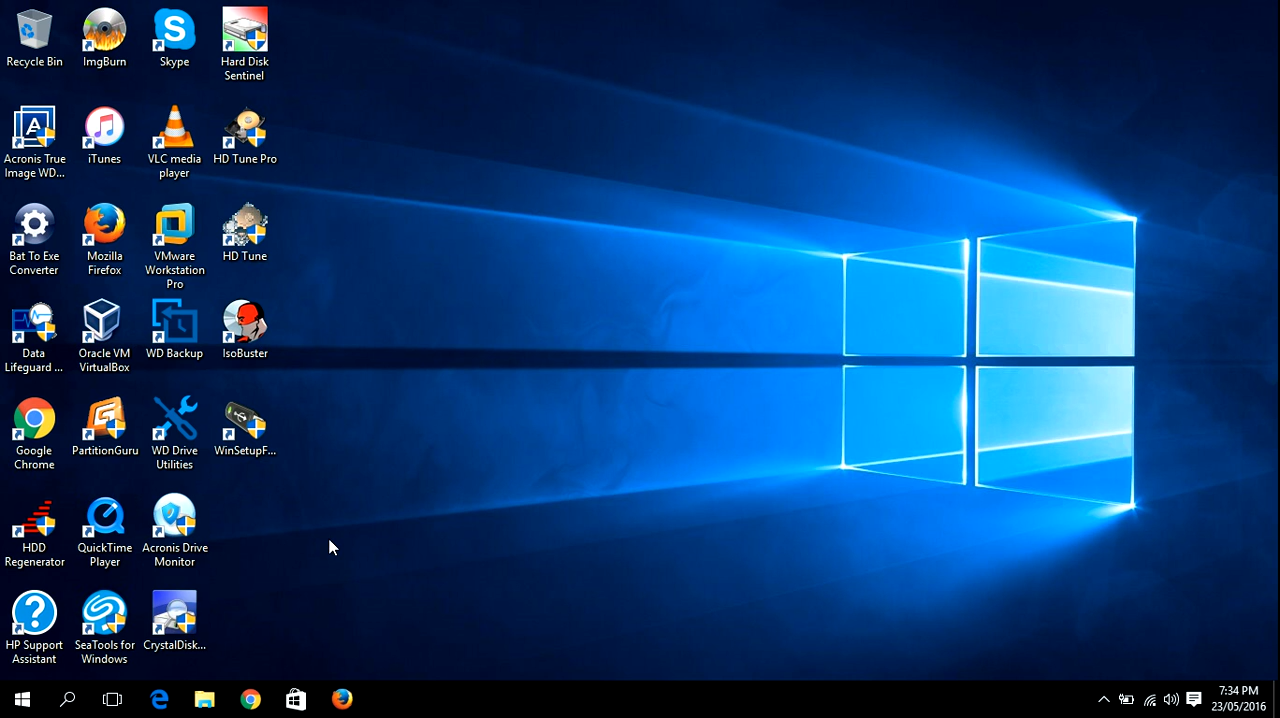 Recycle Bin
ImgBurn
Skype
Hard Disk
Sentinel
Acronis True
Image WD...
iTunes
VLC media
player
HD Tune Pro
Bat To Exe
Converter
Mozilla
Firefox
VMware
Workstation
Pro
HD Tune
Data
Lifeguard ...
Oracle VM
VirtualBox
WD Backup
IsoBuster
Google
Chrome
PartitionGuru
WD Drive
Utilities
WinSetupF...
HDD
Regenerator
QuickTime
Player
Acronis Drive
Monitor
HP Support
Assistant
SeaTools for
Windows
CrystalDisk...
7:34 PM
23/05/2016